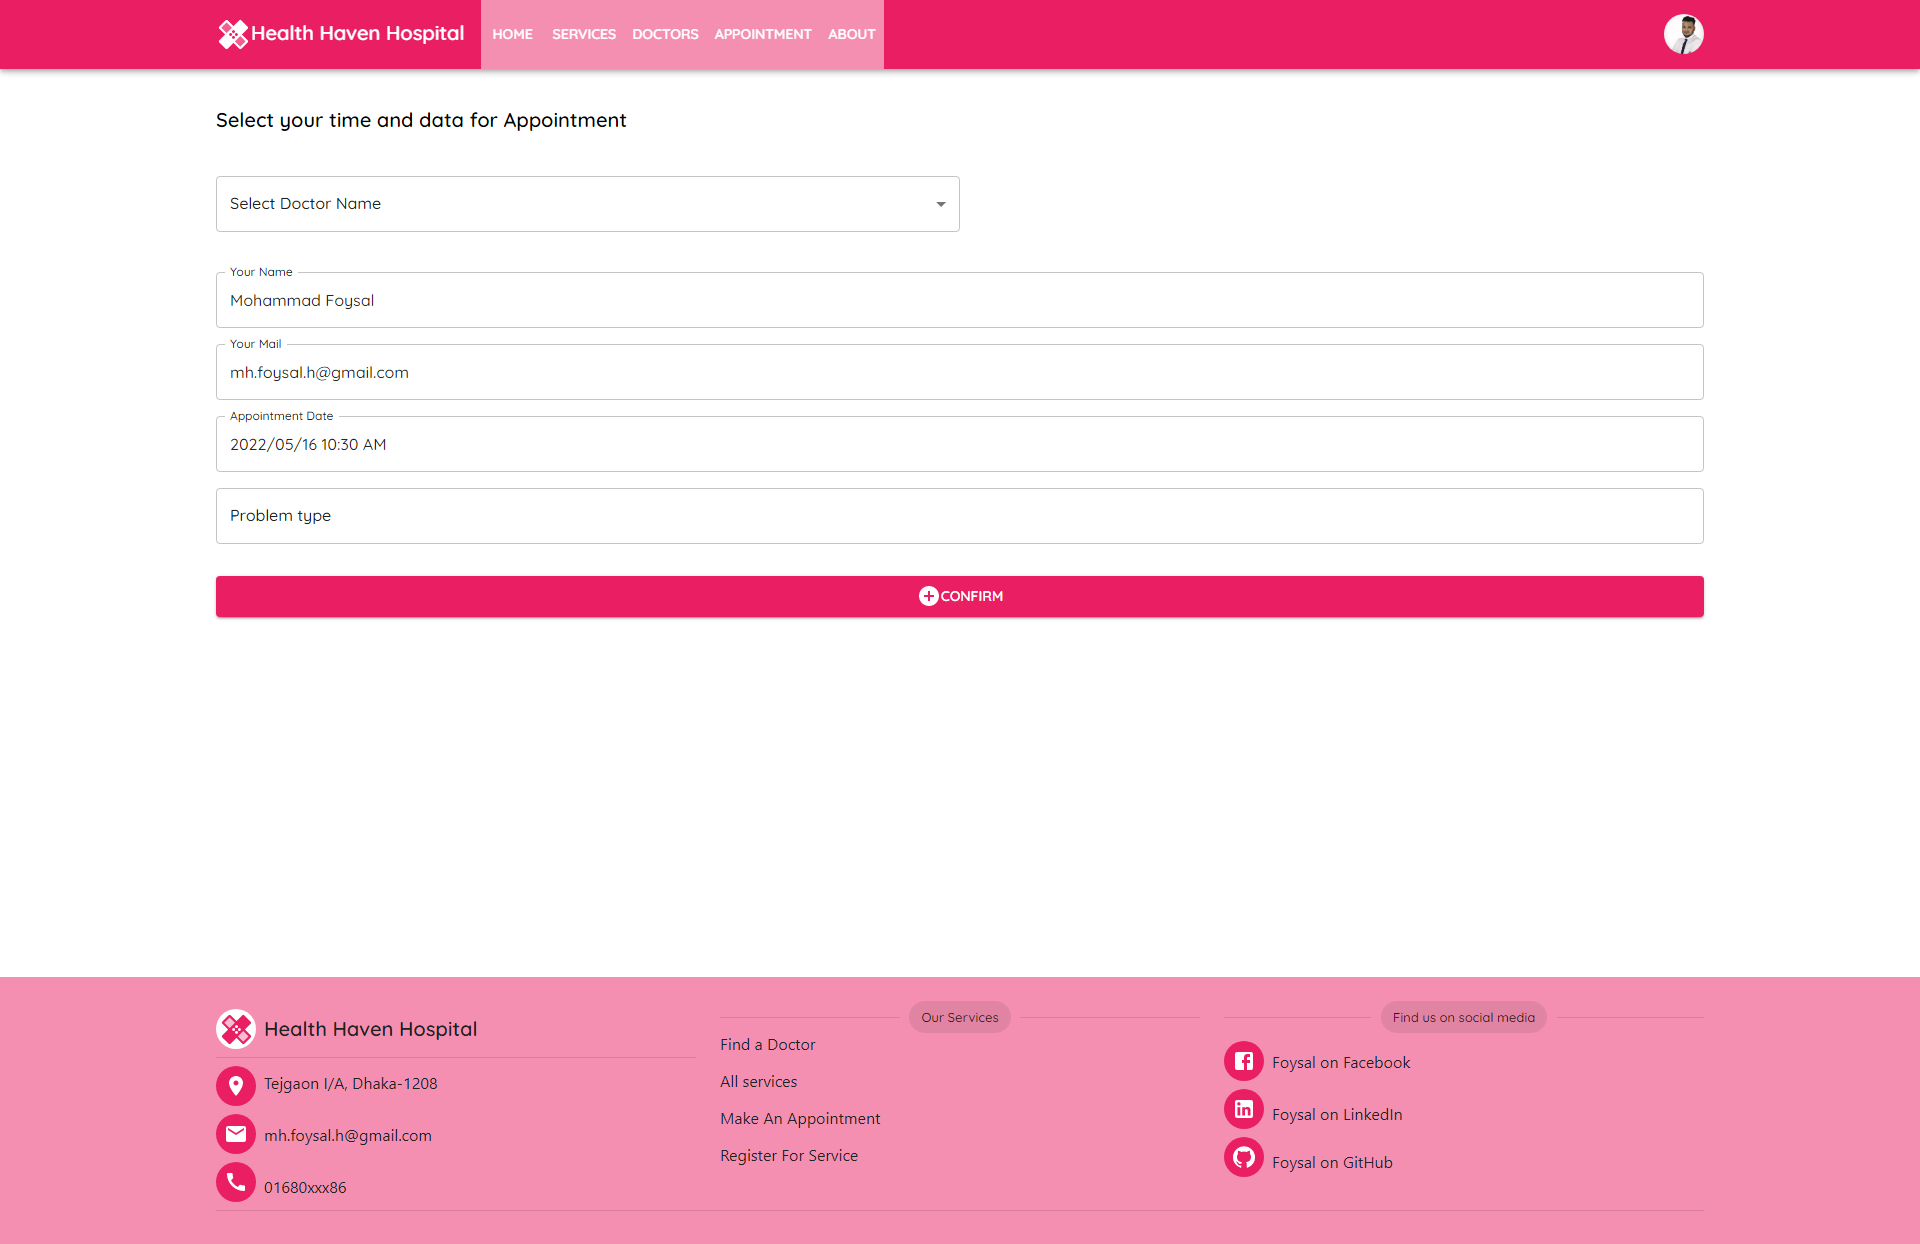 Health Haven Hospital
HOME SERVICES DOCTORS APPOINTMENT ABOUT
Select your time and data for Appointment
Select Doctor Name
Your Name
Mohammad Foysal
Your Mail
mh.foysal.h@gmail.com
Appointment Date
2022/05/16 10:30 AM
Problem type
CONFIRM
Health Haven Hospital
Tejgaon I/A, Dhaka-1208
mh.foysal.h@gmail.com
01680xxx86
Our Services
Find a Doctor
All services
Make An Appointment
Register For Service
Find us on social media
Foysal on Facebook
Foysal on LinkedIn
Foysal on GitHub